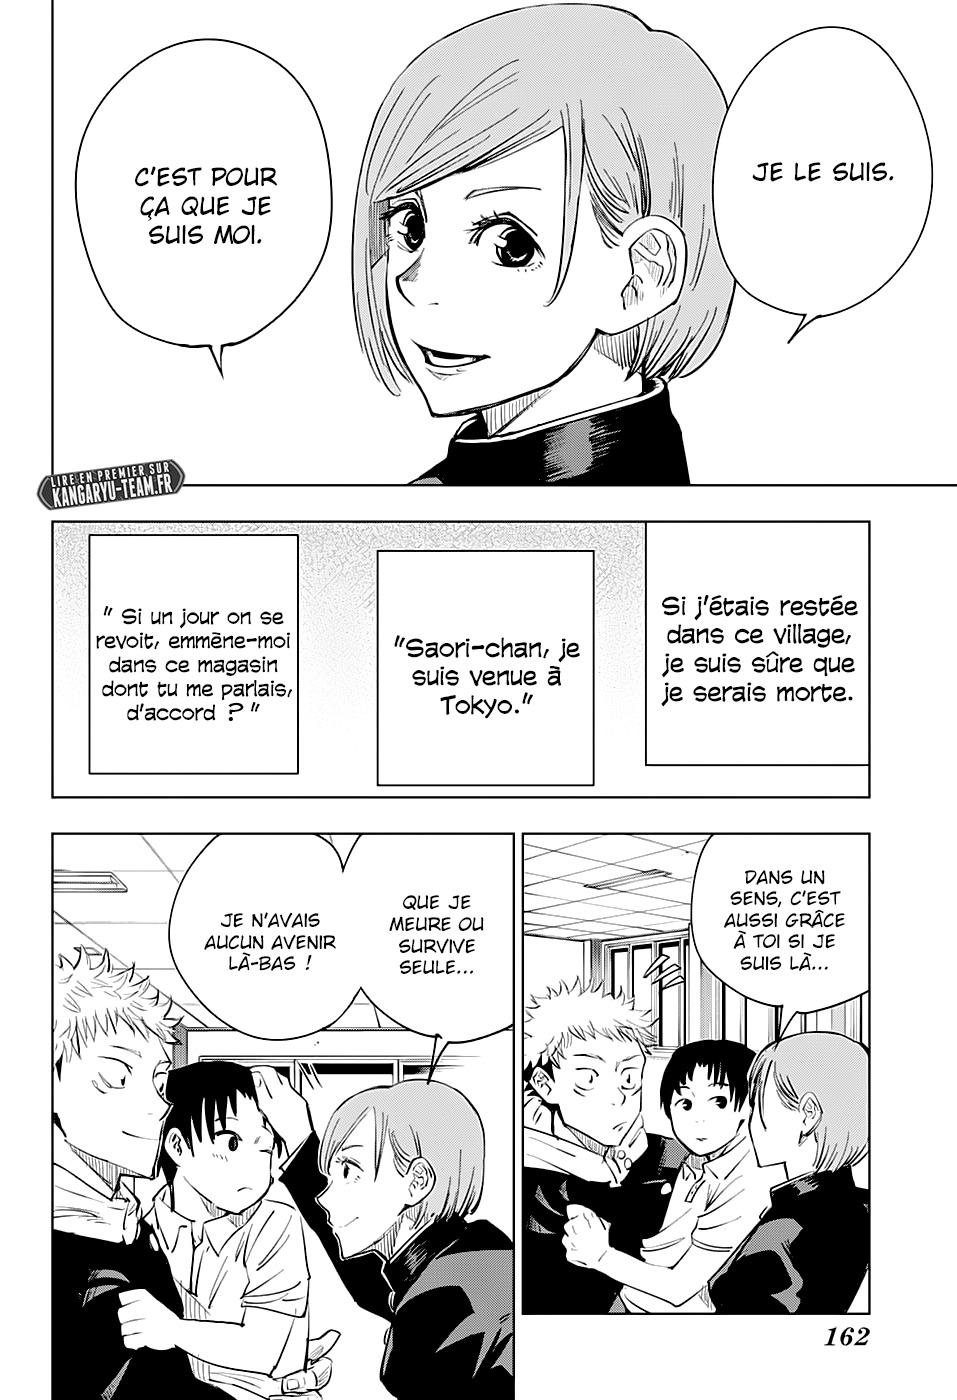 JE LE SUIS.
C'EST POUR
ÇA QUE JE
SUIS MOI.
LIRE EN PREMIER SUR
KANGARYU-TEAM.FR
Si j'étais restée
dans ce village,
je suis sûre que
je serais morte.
"Saori-chan, je
suis venue à
Tokyo."
" Si un jour on se
revoit, emmène-moi
dans ce magasin
dont tu me parlais,
d'accord ? "
DANS UN
SENS, C'EST
AUSSI GRÂCE
À TOI SI JE
SUIS LÀ...
QUE JE
MEURE OU
SURVIVE
SEULE...
JE N'AVAIS
AUCUN AVENIR
LÀ-BAS !
162